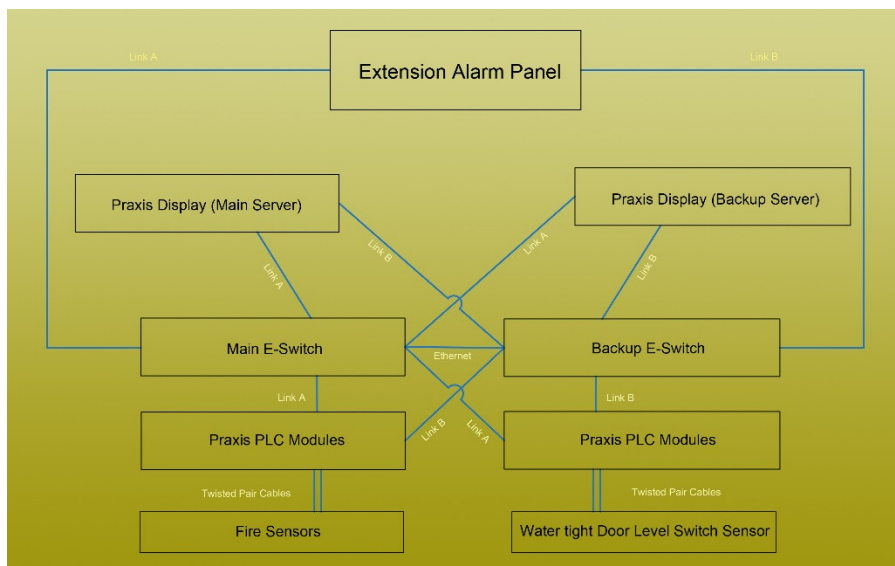 Link A
Extension Alarm Panel
Link B
Praxis Display (Main Server)
Praxis Display (Backup Server)
Link B
Link A
Link A
Link B
Main E-Switch
Ethernet
Backup E-Switch
Link A
Link B
Link B
Link A
Praxis PLC Modules
Praxis PLC Modules
Twisted Pair Cables
Twisted Pair Cables
Fire Sensors
Water tight Door Level Switch Sensor